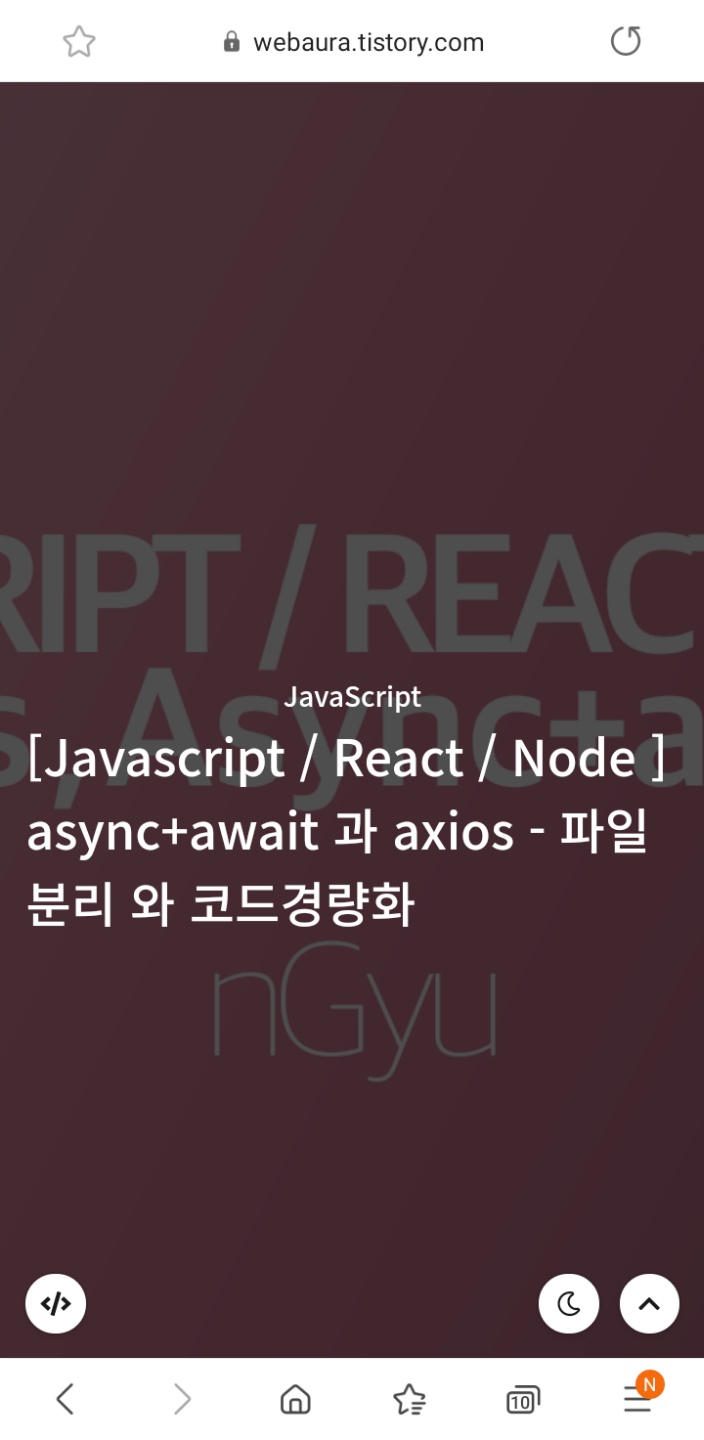 webaura.tistory.com
RIPT / REACT
s,Async+a
JavaScript
[Javascript / React / Node ]
async+await 과 axios - 파일
분리 와 코드경량화
nGyu
</>
10
N